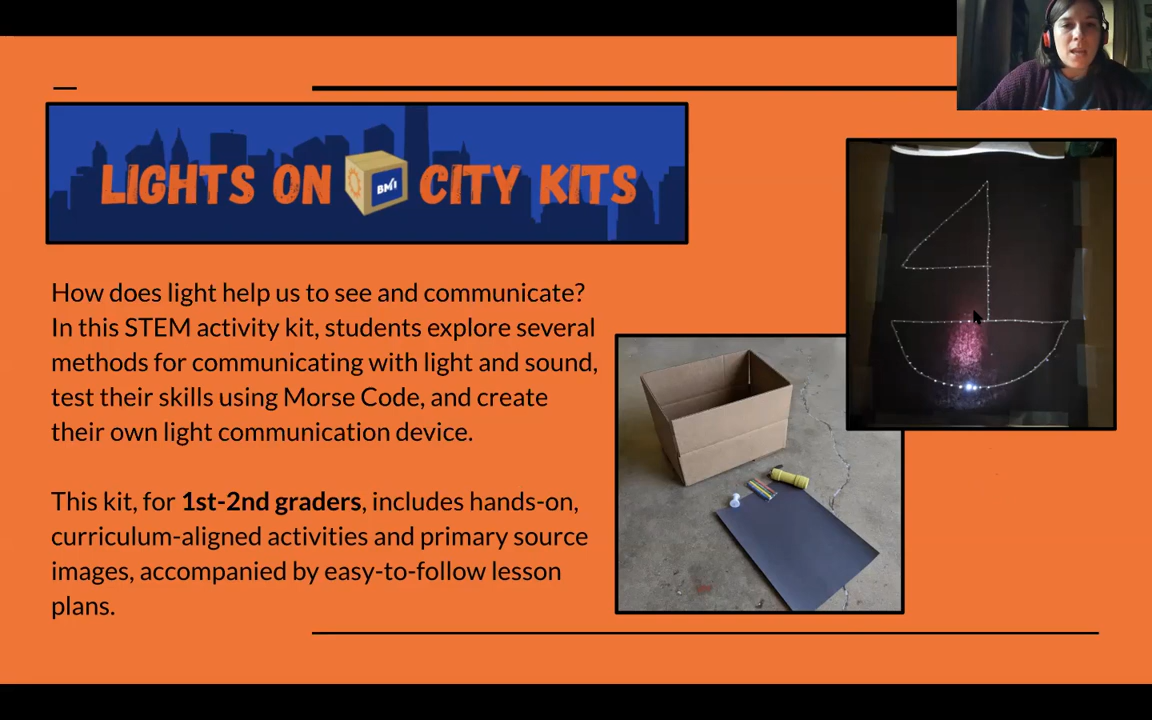 LIGHTS ON BMI CITY KITS
How does light help us to see and communicate?
In this STEM activity kit, students explore several
methods for communicating with light and sound,
test their skills using Morse Code, and create
their own light communication device.
This kit, for 1st-2nd graders, includes hands-on,
curriculum-aligned activities and primary source
images, accompanied by easy-to-follow lesson
plans.